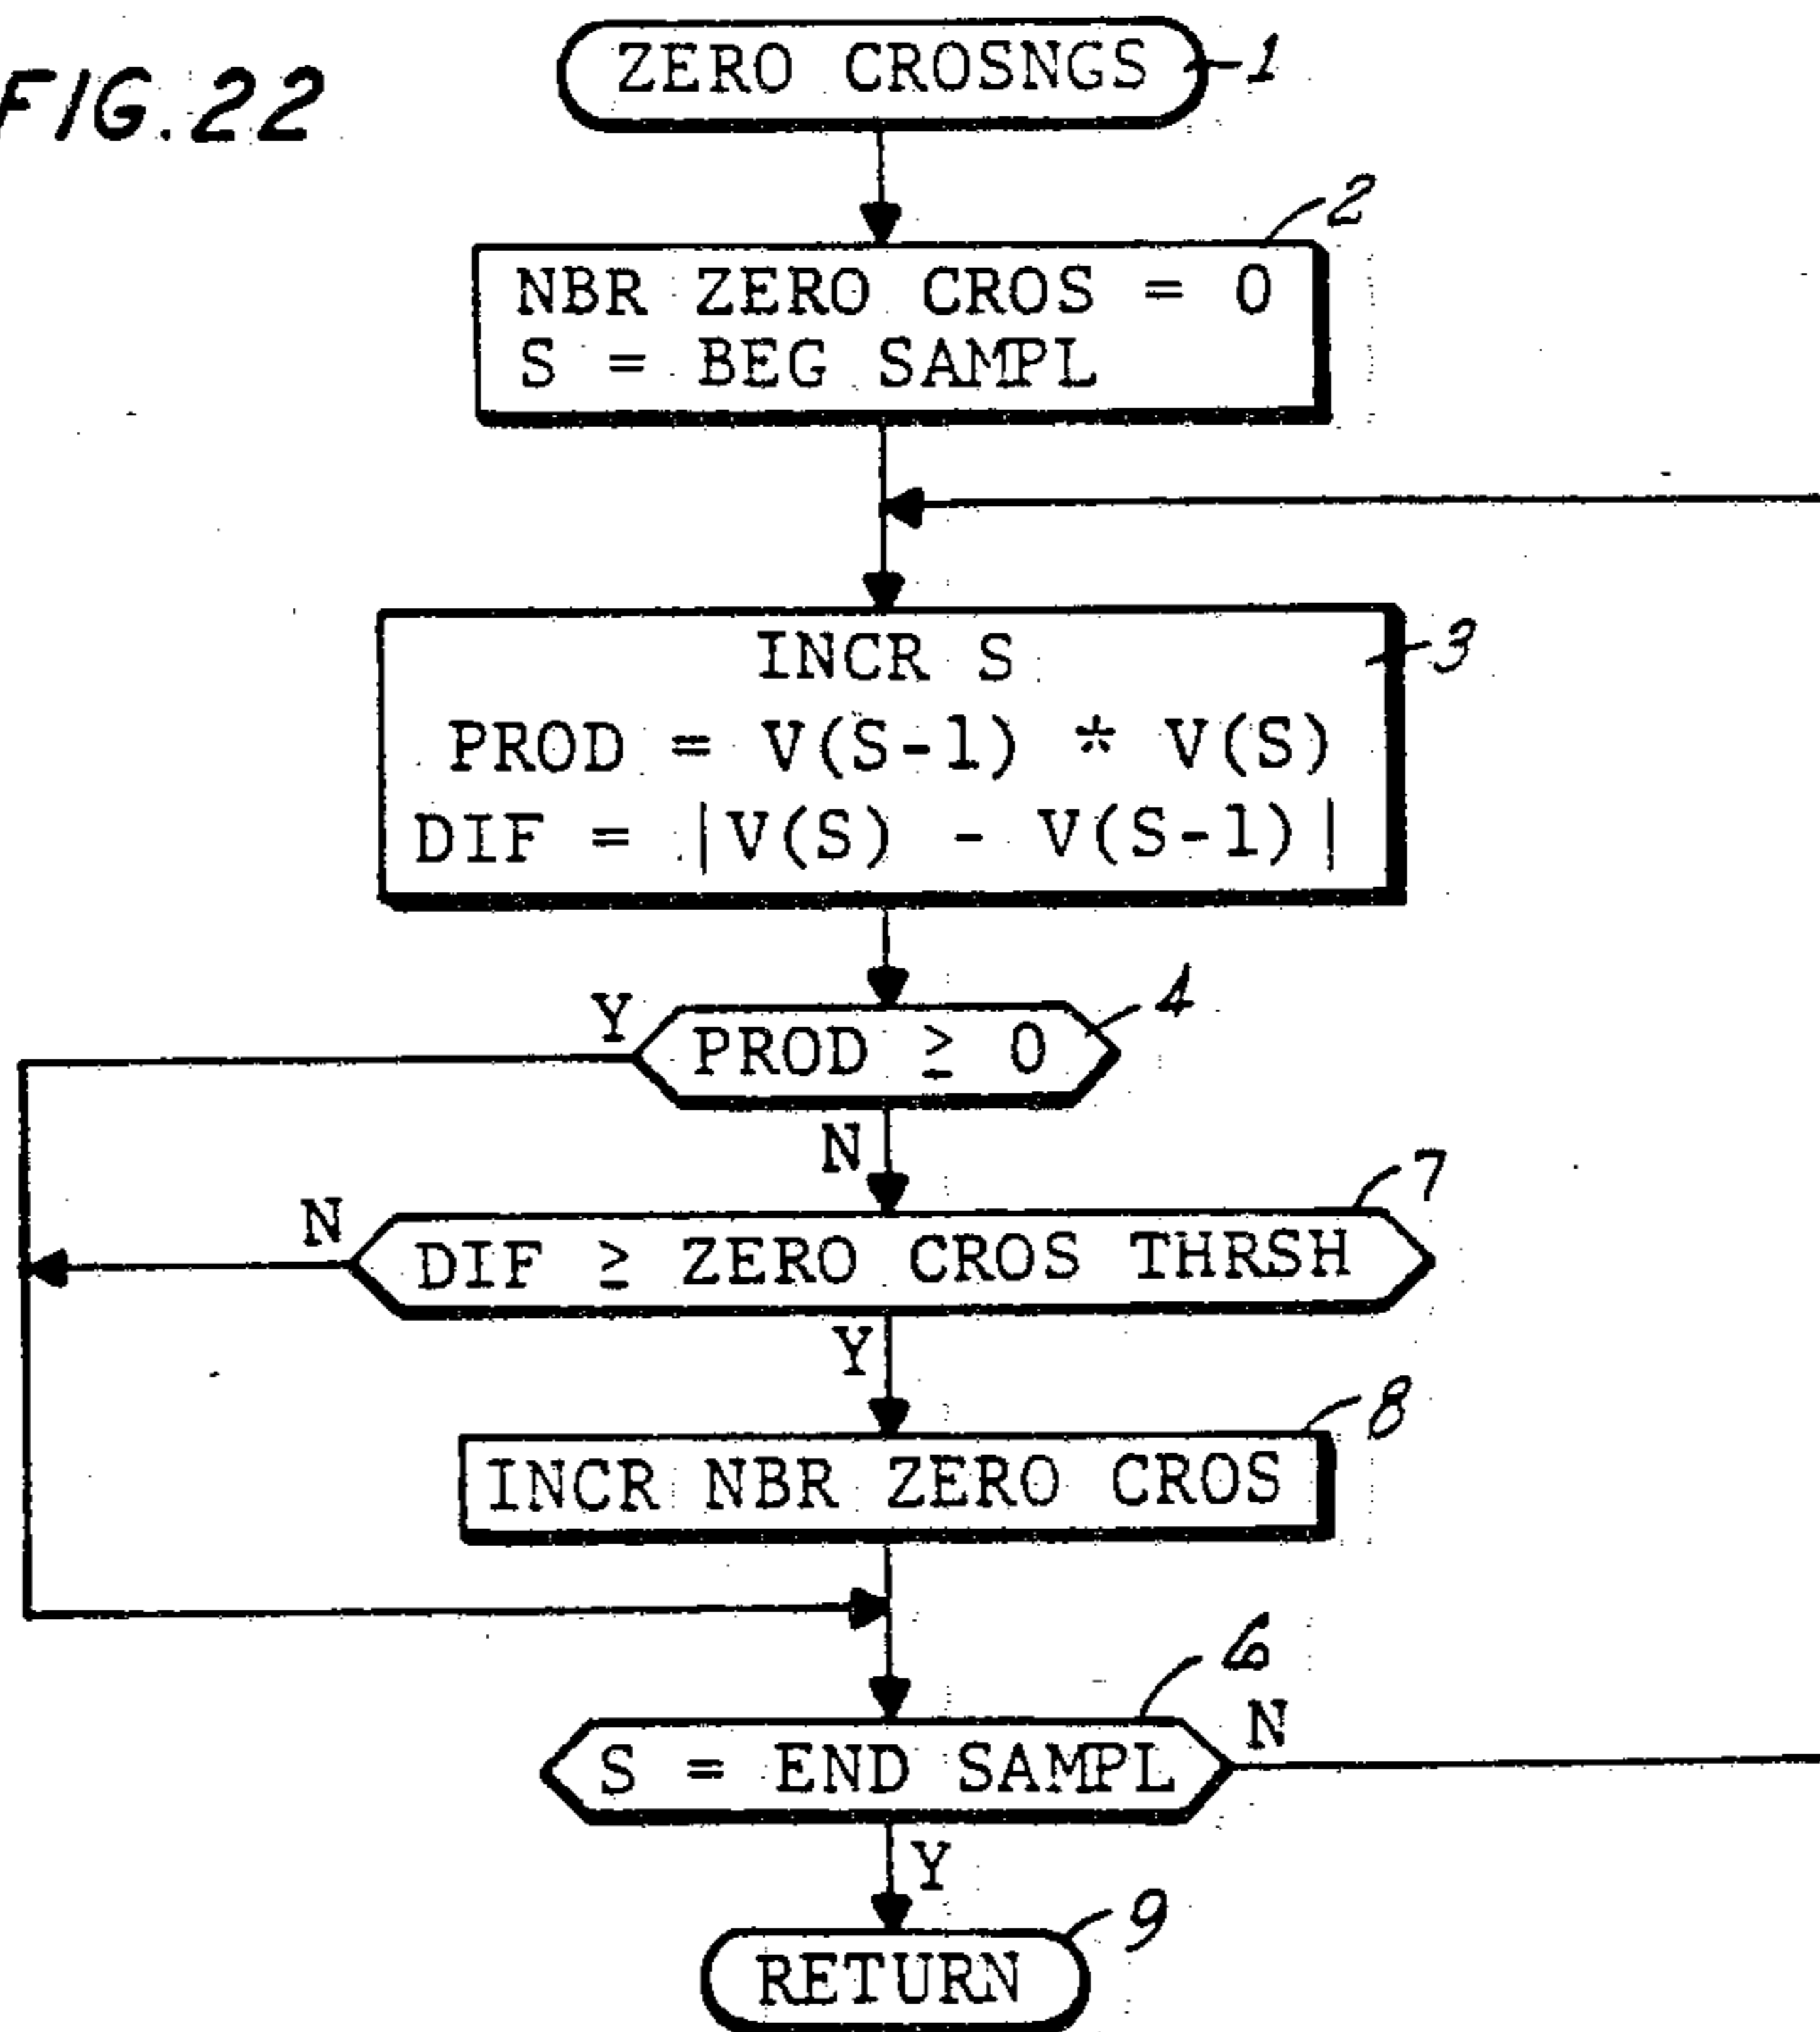 FIG.22
ZERO CROSNGS
1
2
NBR ZERO CROS = 0
S = BEG SAMPL
3
INCR S
PROD = V(S-1) * V(S)
DIF = |V(S) - V(S-1)|
4
Y
PROD ≥ 0
N
7
N
DIF ≥ ZERO CROS THRSH
Y
8
INCR NBR ZERO CROS
6
N
S = END SAMPL
Y
9
RETURN